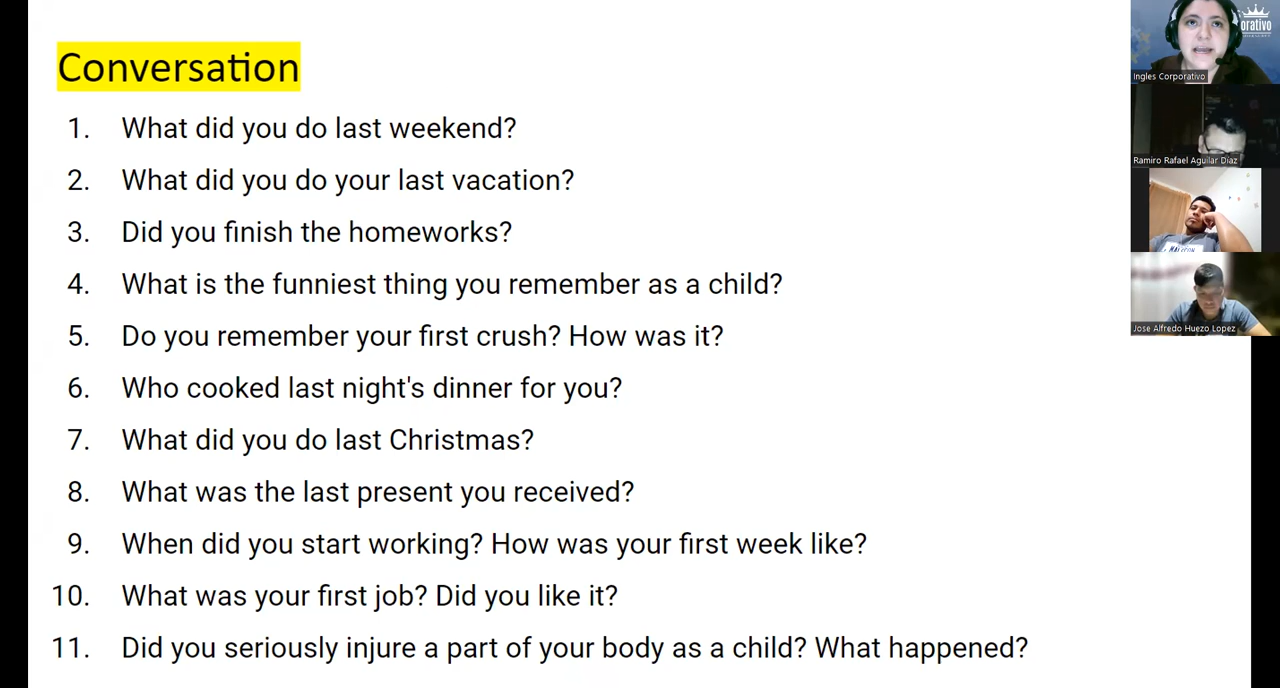 Conversation
1. What did you do last weekend?
2. What did you do your last vacation?
3. Did you finish the homeworks?
4. What is the funniest thing you remember as a child?
5. Do you remember your first crush? How was it?
6. Who cooked last night's dinner for you?
7. What did you do last Christmas?
8. What was the last present you received?
9. When did you start working? How was your first week like?
10. What was your first job? Did you like it?
11. Did you seriously injure a part of your body as a child? What happened?
orativo
Ingles Corporativo
Ramiro Rafael Aguilar Díaz
Jose Alfredo Huezo Lopez